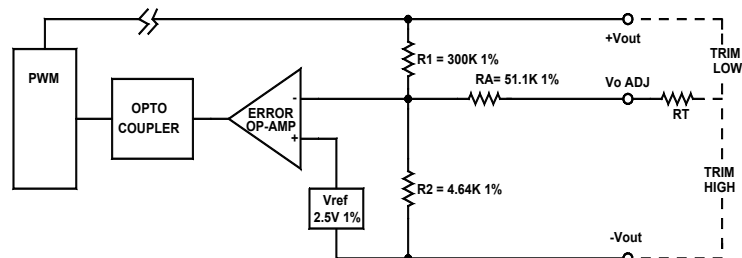 +Vout
PWM
R1 = 300K 1%
TRIM
LOW
RA= 51.1K 1%
Vo ADJ
OPTO
COUPLER
ERROR
OP-AMP
-
+
RT
R2 = 4.64K 1%
TRIM
HIGH
Vref
2.5V 1%
-Vout